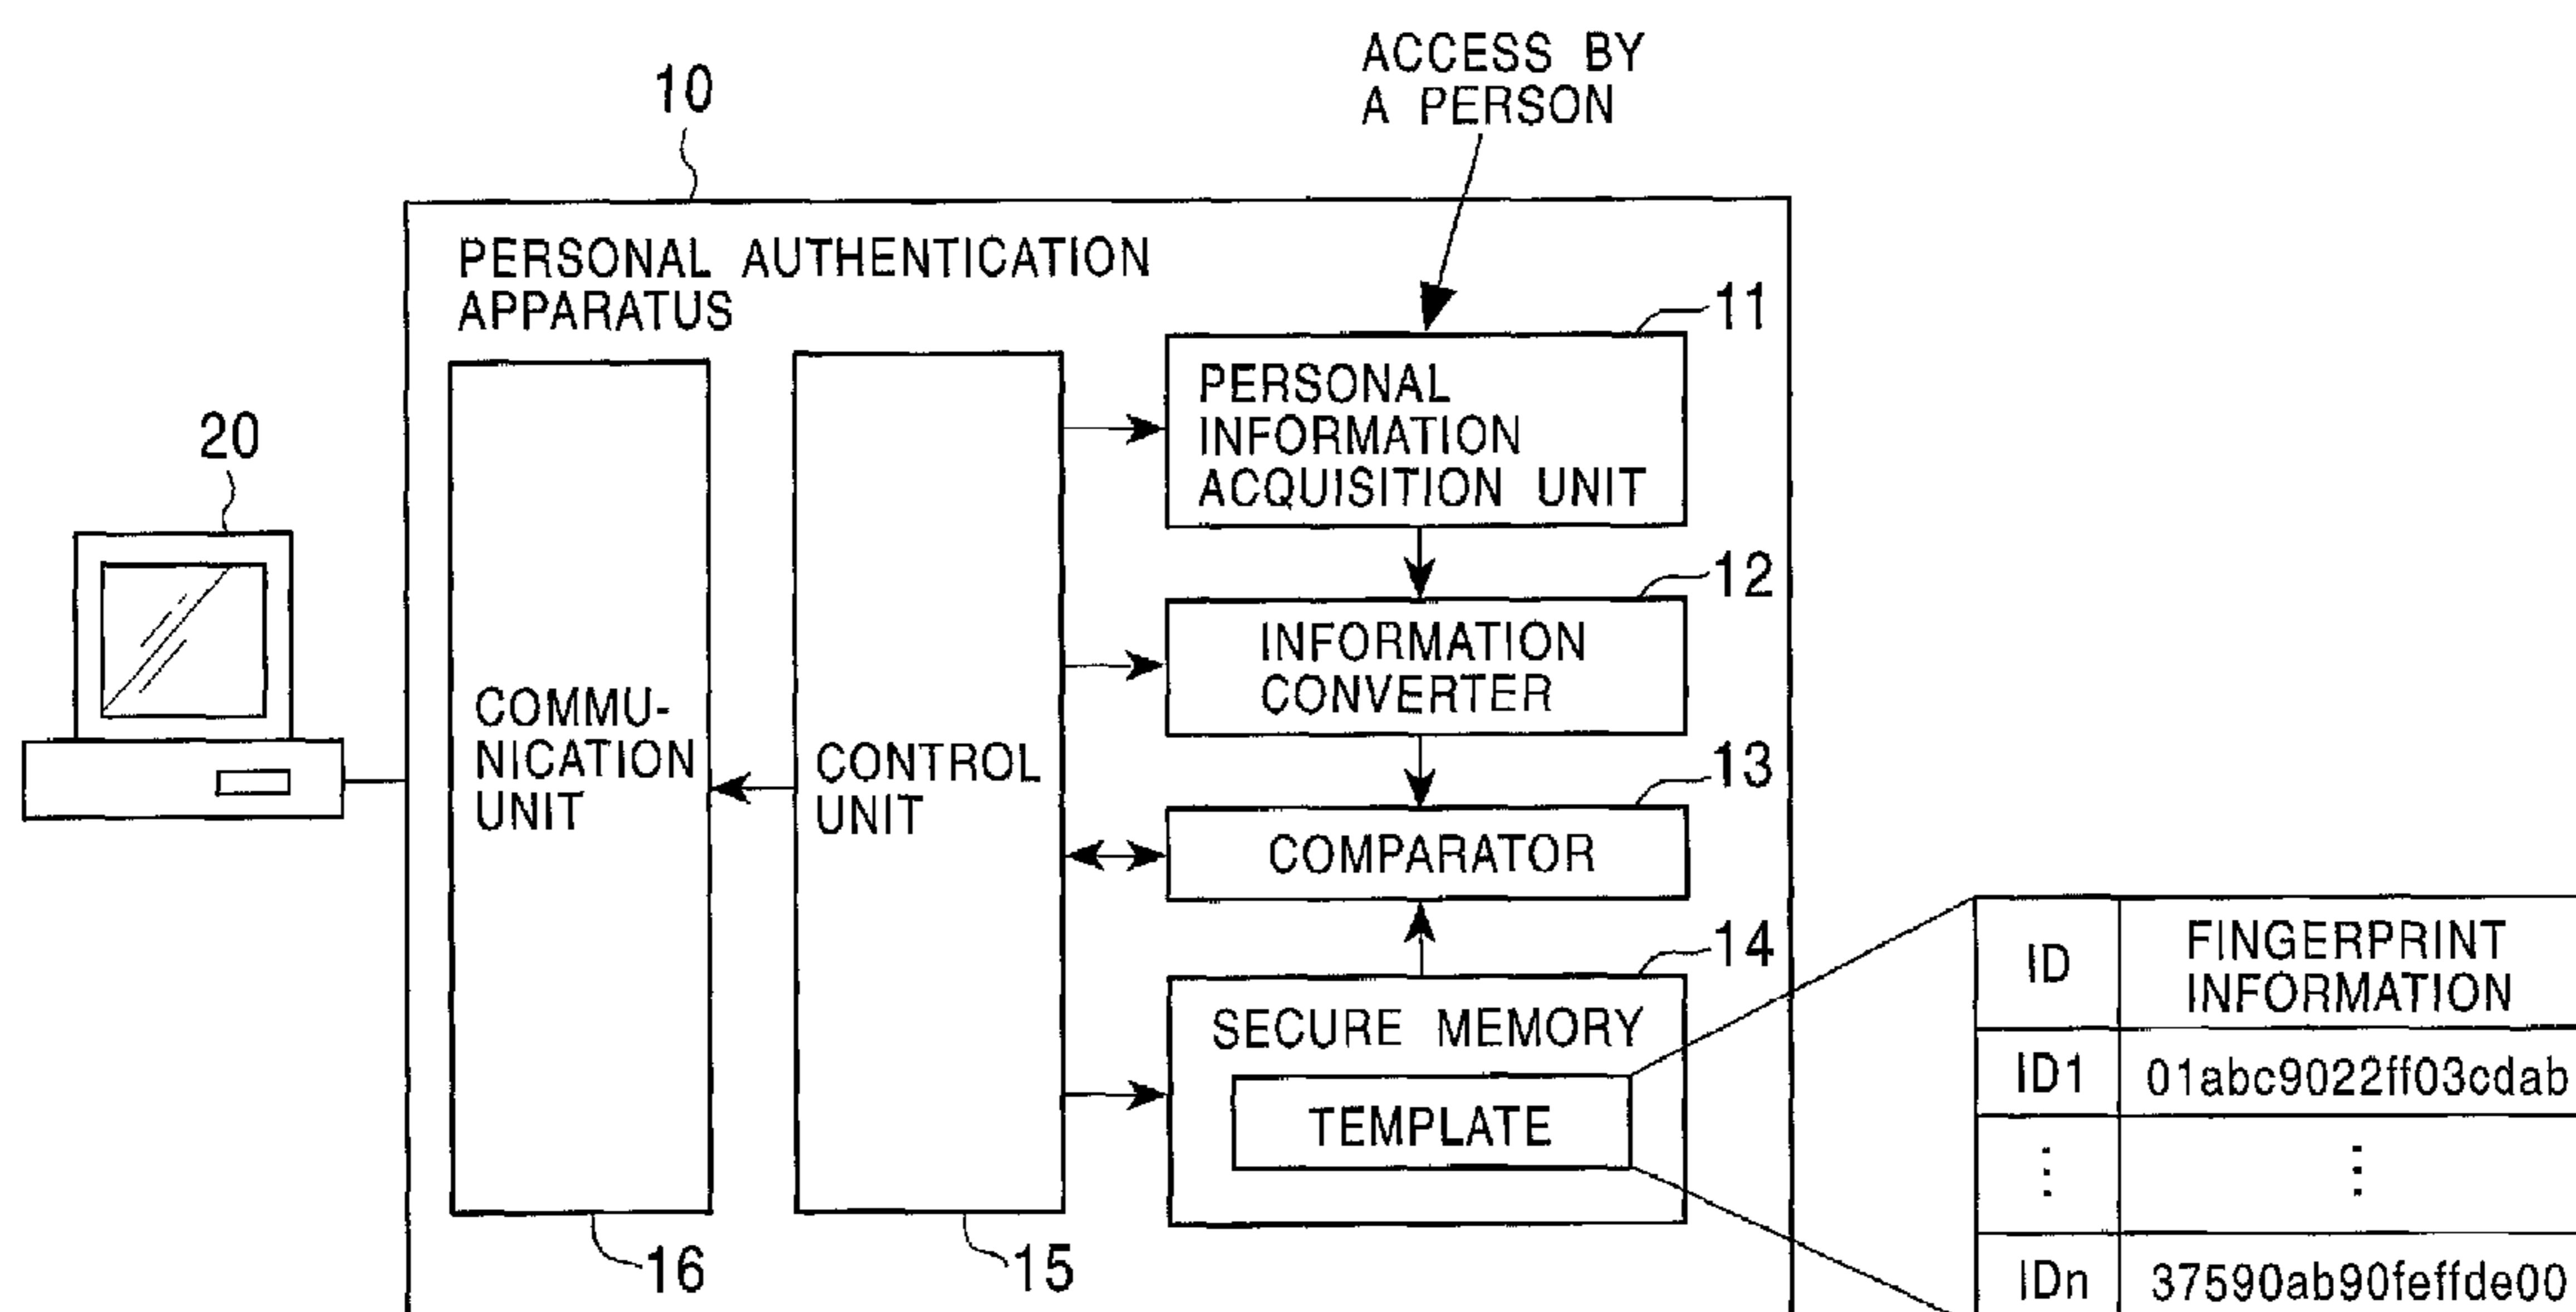 ACCESS BY
A PERSON
10
PERSONAL AUTHENTICATION
APPARATUS
11
PERSONAL
INFORMATION
ACQUISITION UNIT
20
12
INFORMATION
CONVERTER
COMMU-
NICATION
UNIT
CONTROL
UNIT
13
COMPARATOR
14
SECURE MEMORY
TEMPLATE
16
15
ID
FINGERPRINT
INFORMATION
ID1 01abc9022ff03cdab
⋮ ⋮
IDn 37590ab90feffde00